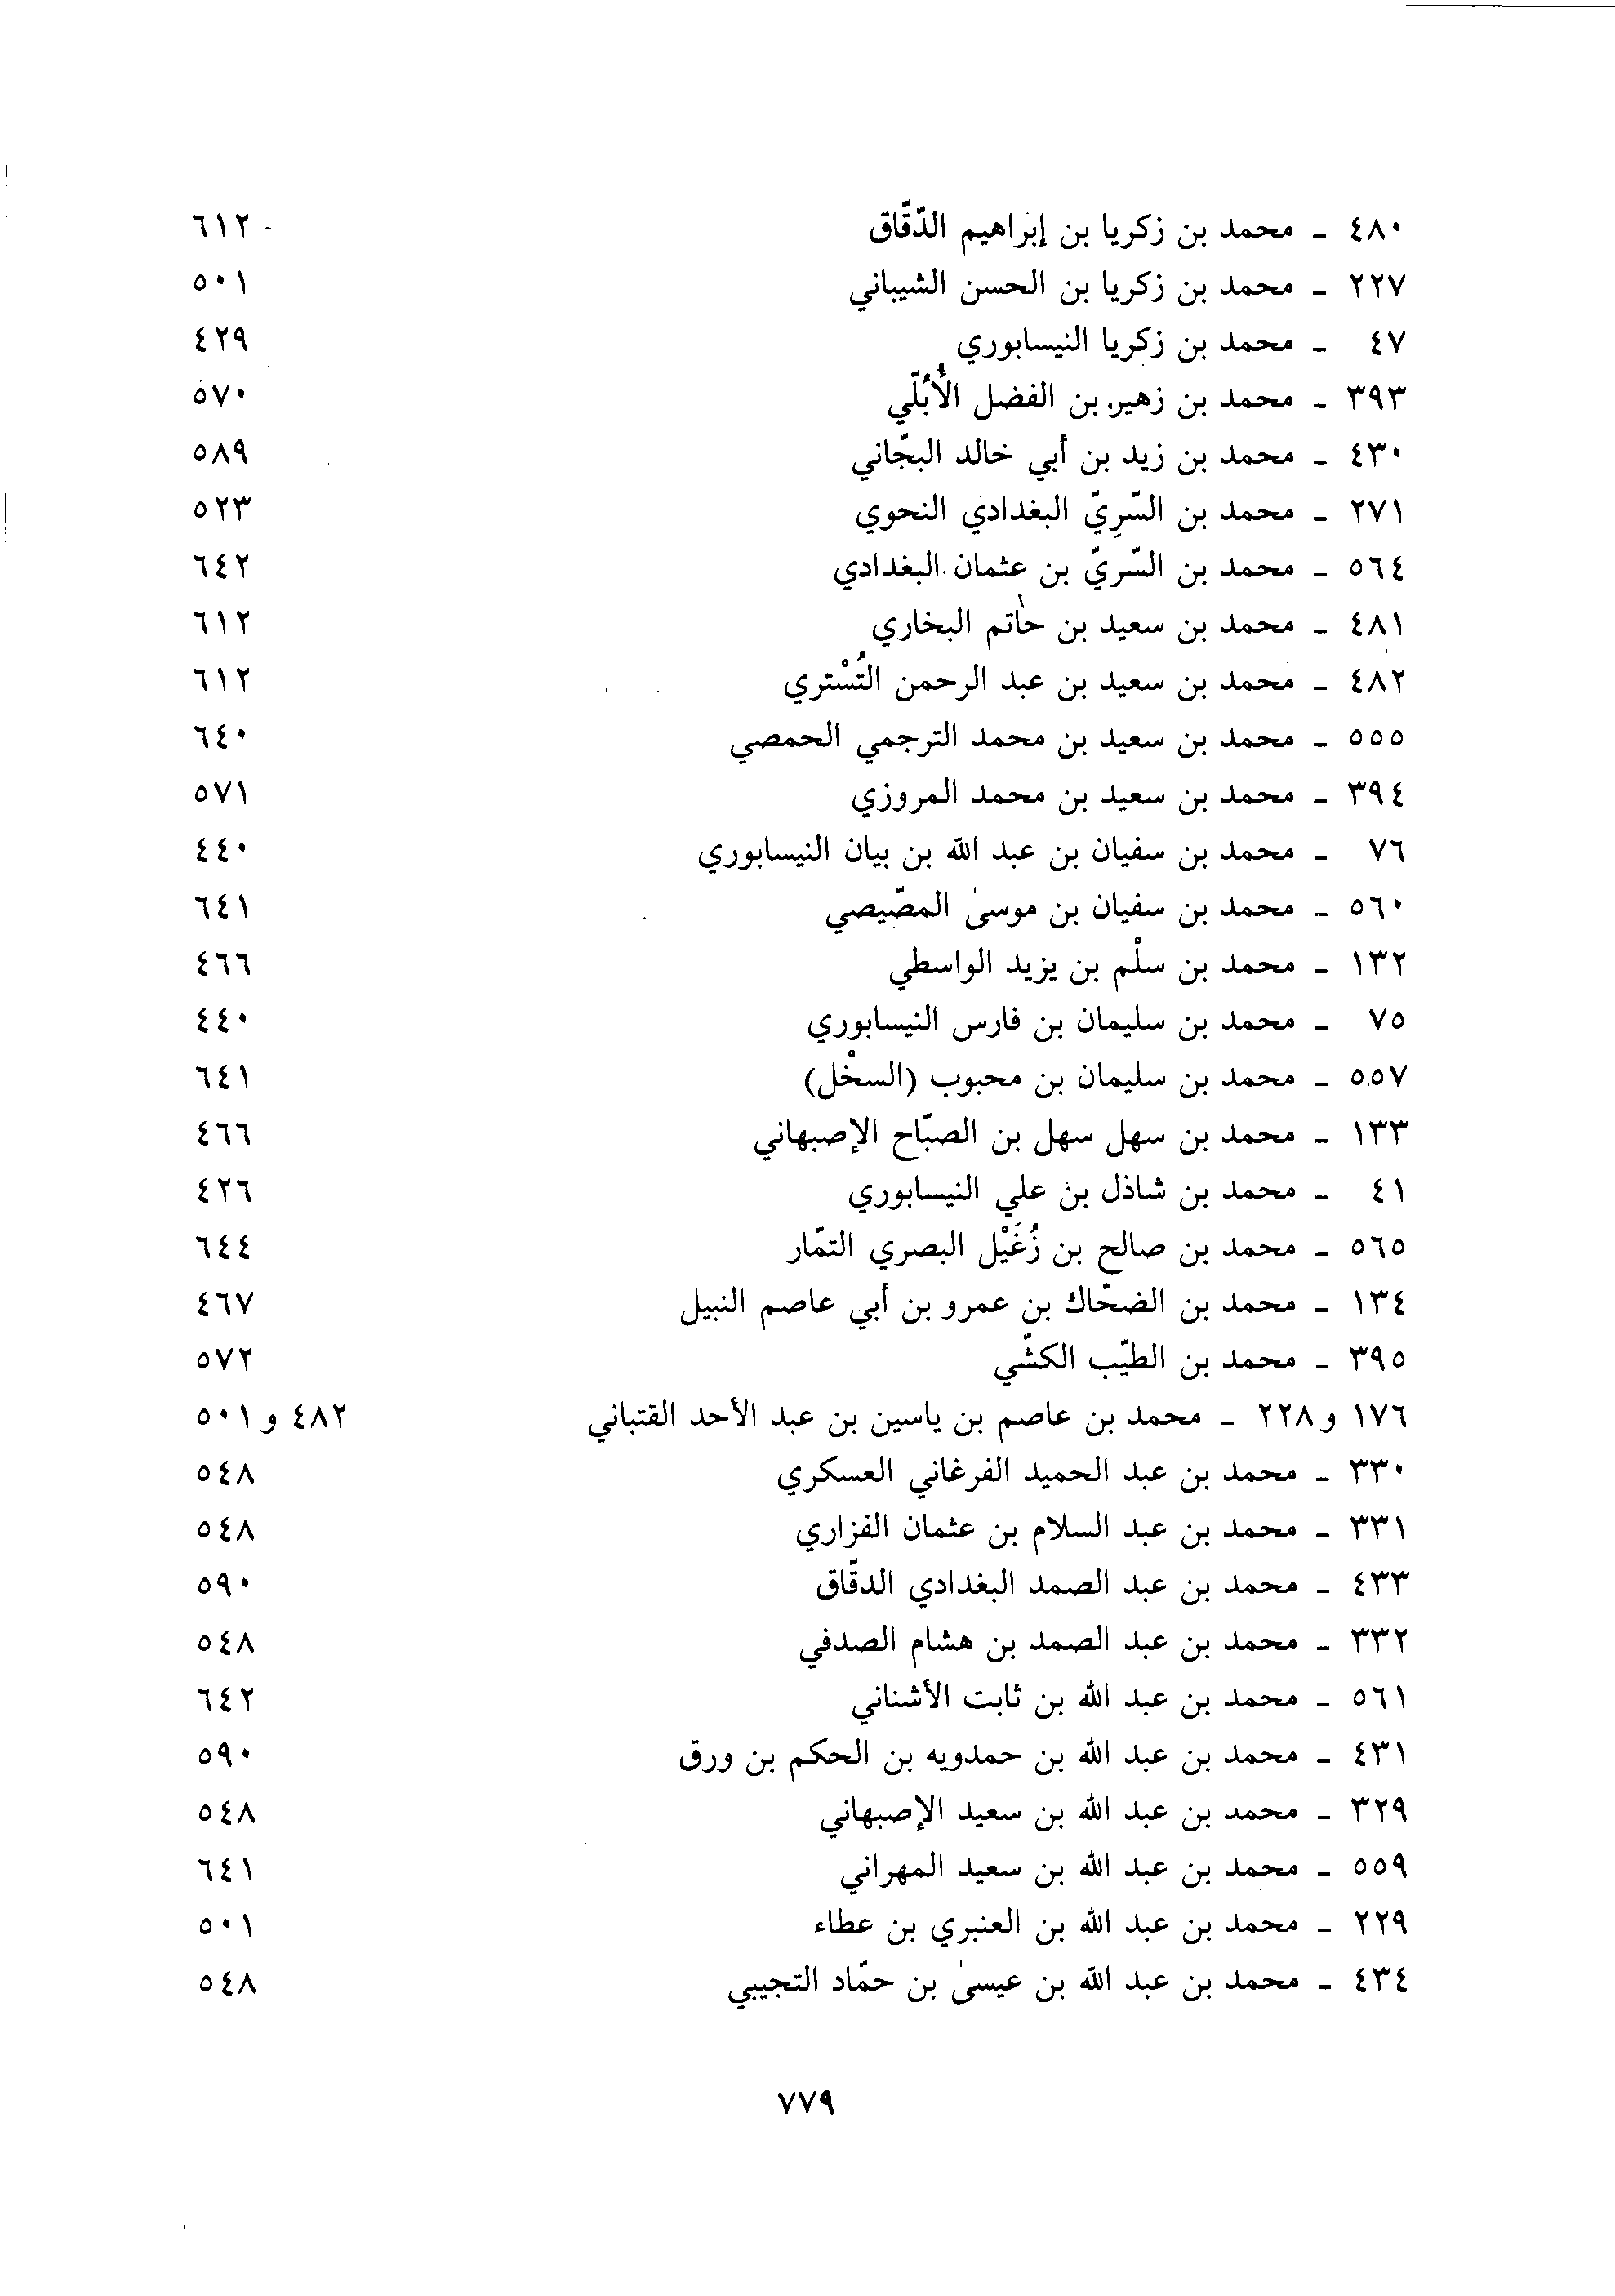 ٤٨٠ ـ محمد بن زكريا بن إبراهيم الدّقّاق ٦١٢
٢٢٧ ـ محمد بن زكريا بن الحسن الشيباني ٥٠١
٤٧ ـ محمد بن زكريا النيسابوري ٤٢٩
٣٩٣ ـ محمد بن زهير بن الفضل الأُبُلّي ٥٧٠
٤٣٠ ـ محمد بن زيد بن أبي خالد البجّاني ٥٨٩
٢٧١ ـ محمد بن السّرِيّ البغدادي النحوي ٥٢٣
٥٦٤ ـ محمد بن السّرِيّ بن عثمان البغدادي ٦٤٢
٤٨١ ـ محمد بن سعيد بن حاتم البخاري ٦١٢
٤٨٢ ـ محمد بن سعيد بن عبد الرحمن التُسْتري ٦١٢
٥٥٥ ـ محمد بن سعيد بن محمد الترجمي الحمصي ٦٤٠
٣٩٤ ـ محمد بن سعيد بن محمد المروزي ٥٧١
٧٦ ـ محمد بن سفيان بن عبد الله بن بيان النيسابوري ٤٤٠
٥٦٠ ـ محمد بن سفيان بن موسىٰ المصّيصي ٦٤١
١٣٢ ـ محمد بن سلْم بن يزيد الواسطي ٤٦٦
٧٥ ـ محمد بن سليمان بن فارس النيسابوري ٤٤٠
٥٥٧ ـ محمد بن سليمان بن محبوب (السخْل) ٦٤١
١٣٣ ـ محمد بن سهل سهل بن الصبّاح الإصبهاني ٤٦٦
٤١ ـ محمد بن شاذل بن علي النيسابوري ٤٢٦
٥٦٥ ـ محمد بن صالح بن زُغَيْل البصري التمّار ٦٤٤
١٣٤ ـ محمد بن الضحّاك بن عمرو بن أبي عاصم النبيل ٤٦٧
٣٩٥ ـ محمد بن الطيّب الكشّي ٥٧٢
١٧٦ و ٢٢٨ ـ محمد بن عاصم بن ياسين بن عبد الأحد القتباني ٤٨٢ و ٥٠١
٣٣٠ ـ محمد بن عبد الحميد الفرغاني العسكري ٥٤٨
٣٣١ ـ محمد بن عبد السلام بن عثمان الفزاري ٥٤٨
٤٣٣ ـ محمد بن عبد الصمد البغدادي الدقّاق ٥٩٠
٣٣٢ ـ محمد بن عبد الصمد بن هشام الصدفي ٥٤٨
٥٦١ ـ محمد بن عبد الله بن ثابت الأشناني ٦٤٢
٤٣١ ـ محمد بن عبد الله بن حمدويه بن الحكم بن ورق ٥٩٠
٣٢٩ ـ محمد بن عبد الله بن سعيد الإصبهاني ٥٤٨
٥٥٩ ـ محمد بن عبد الله بن سعيد المهراني ٦٤١
٢٢٩ ـ محمد بن عبد الله بن العنبري بن عطاء ٥٠١
٤٣٤ ـ محمد بن عبد الله بن عيسىٰ بن حمّاد التجيبي ٥٤٨
٧٧٩